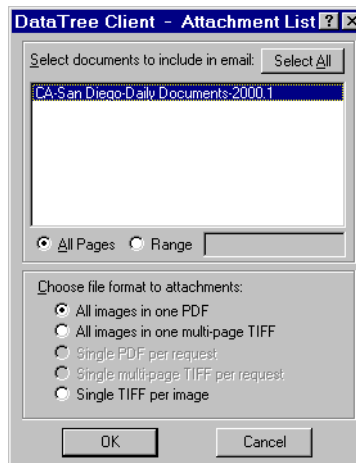 DataTree Client - Attachment List
Select documents to include in email: Select All
CA-San Diego-Daily Documents-2000.1
All Pages Range
Choose file format to attachments:
All images in one PDF
All images in one multi-page TIFF
Single PDF per request
Single multi-page TIFF per request
Single TIFF per image
OK Cancel